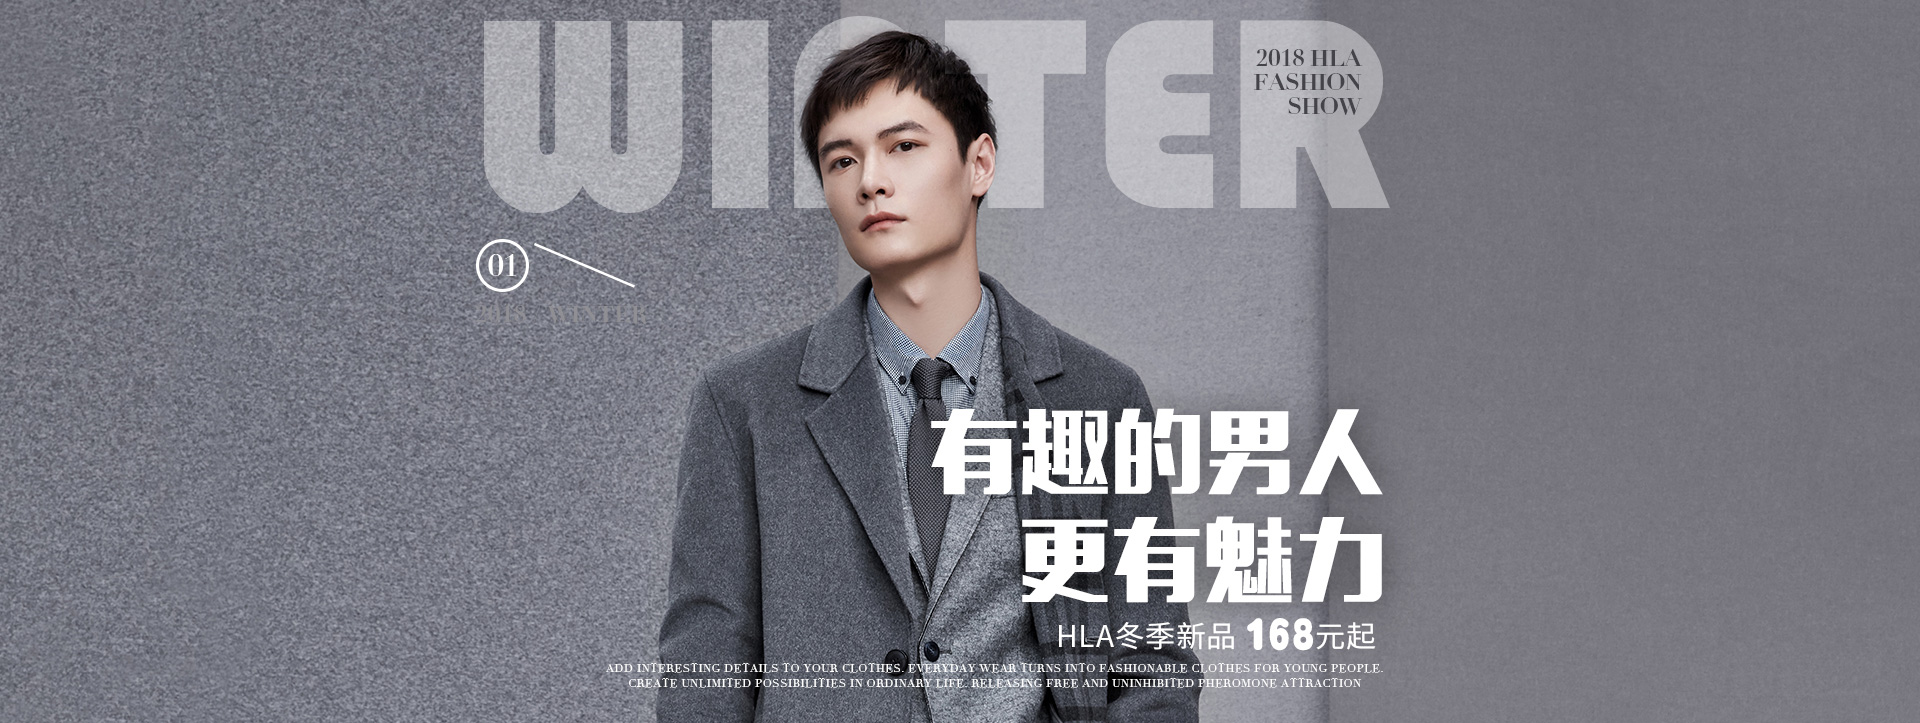 WINTER
2018 HLA
FASHION
SHOW
01
2018 WINTER
有趣的男人
更有魅力
HLA冬季新品 168元起
ADD INTERESTING DETAILS TO YOUR CLOTHES. EVERYDAY WEAR TURNS INTO FASHIONABLE CLOTHES FOR YOUNG PEOPLE.
CREATE UNLIMITED POSSIBILITIES IN ORDINARY LIFE. RELEASING FREE AND UNINHIBITED PHEROMONE ATTRACTION